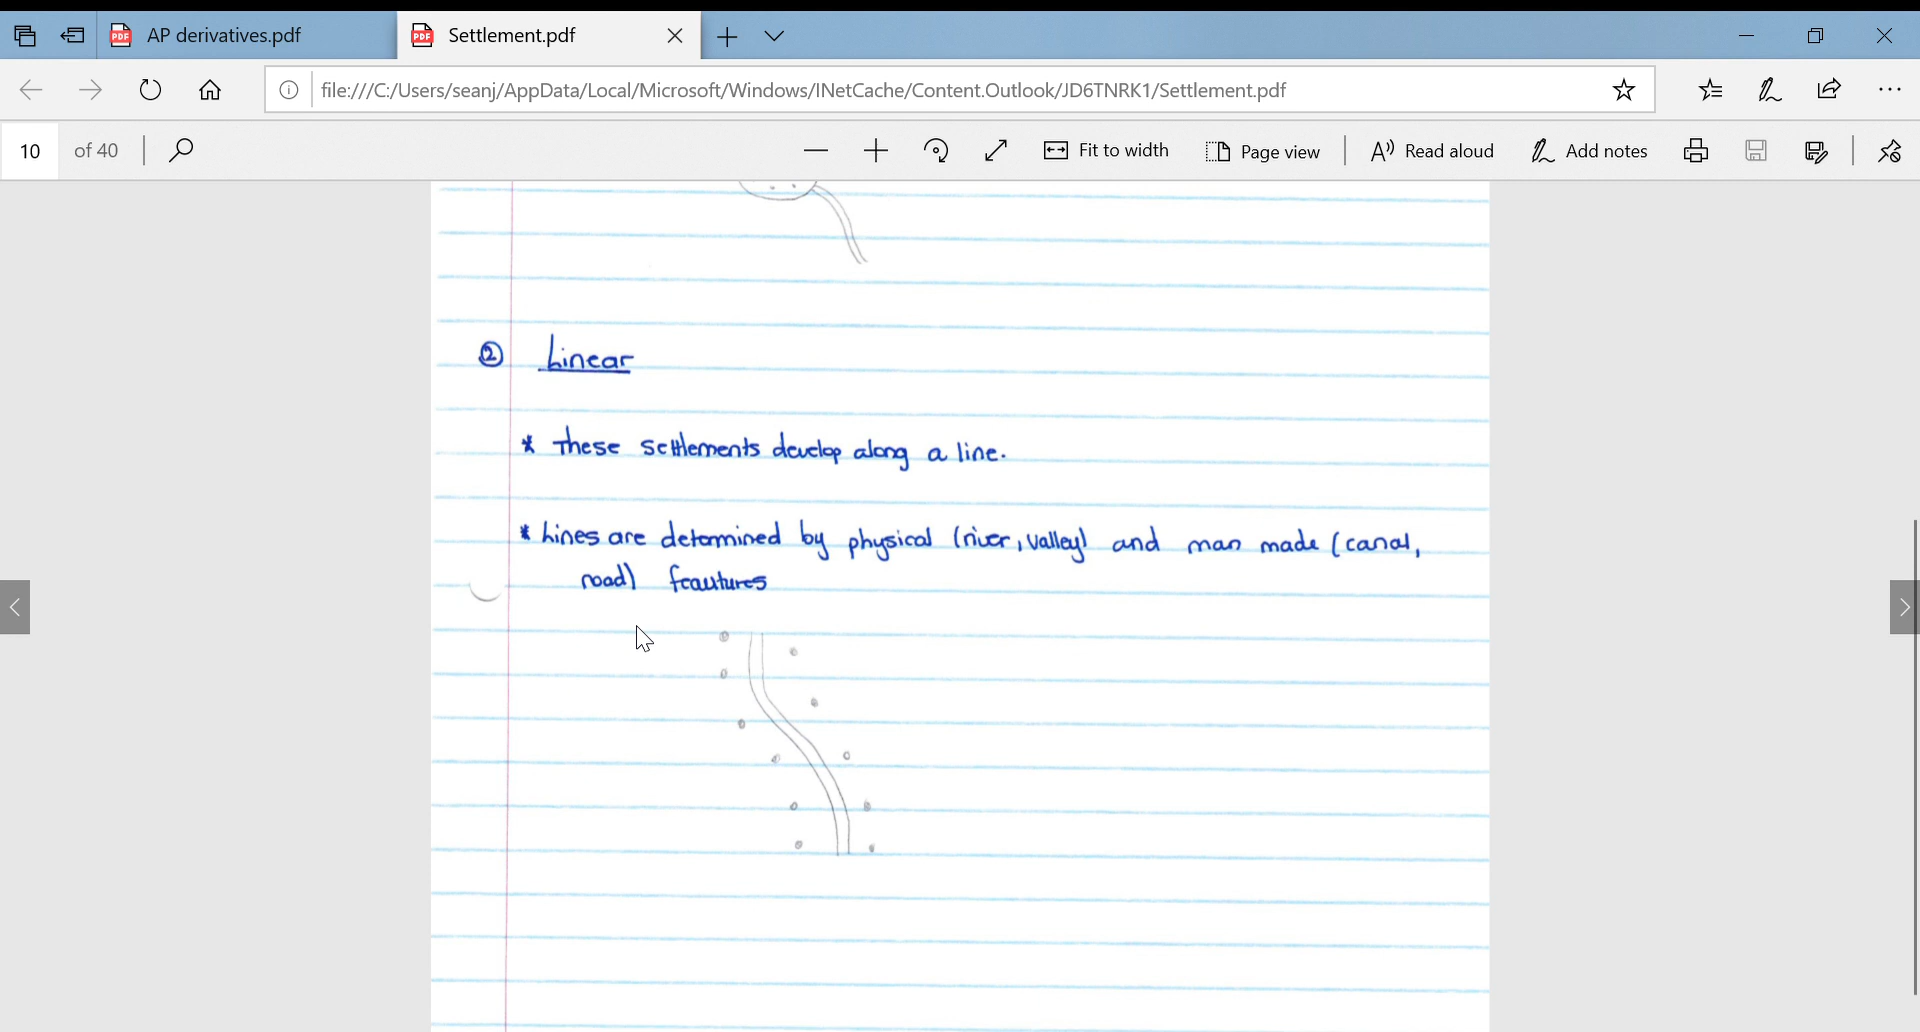 AP derivatives.pdf
Settlement.pdf
file:///C:/Users/seanj/AppData/Local/Microsoft/Windows/INetCache/Content.Outlook/JD6TNRK1/Settlement.pdf
10 of 40
Fit to width
Page view
Read aloud
Add notes
② Linear
* These settlements develop along a line.
* Lines are determined by physical (river, valley) and man made (canal,
road) feautures